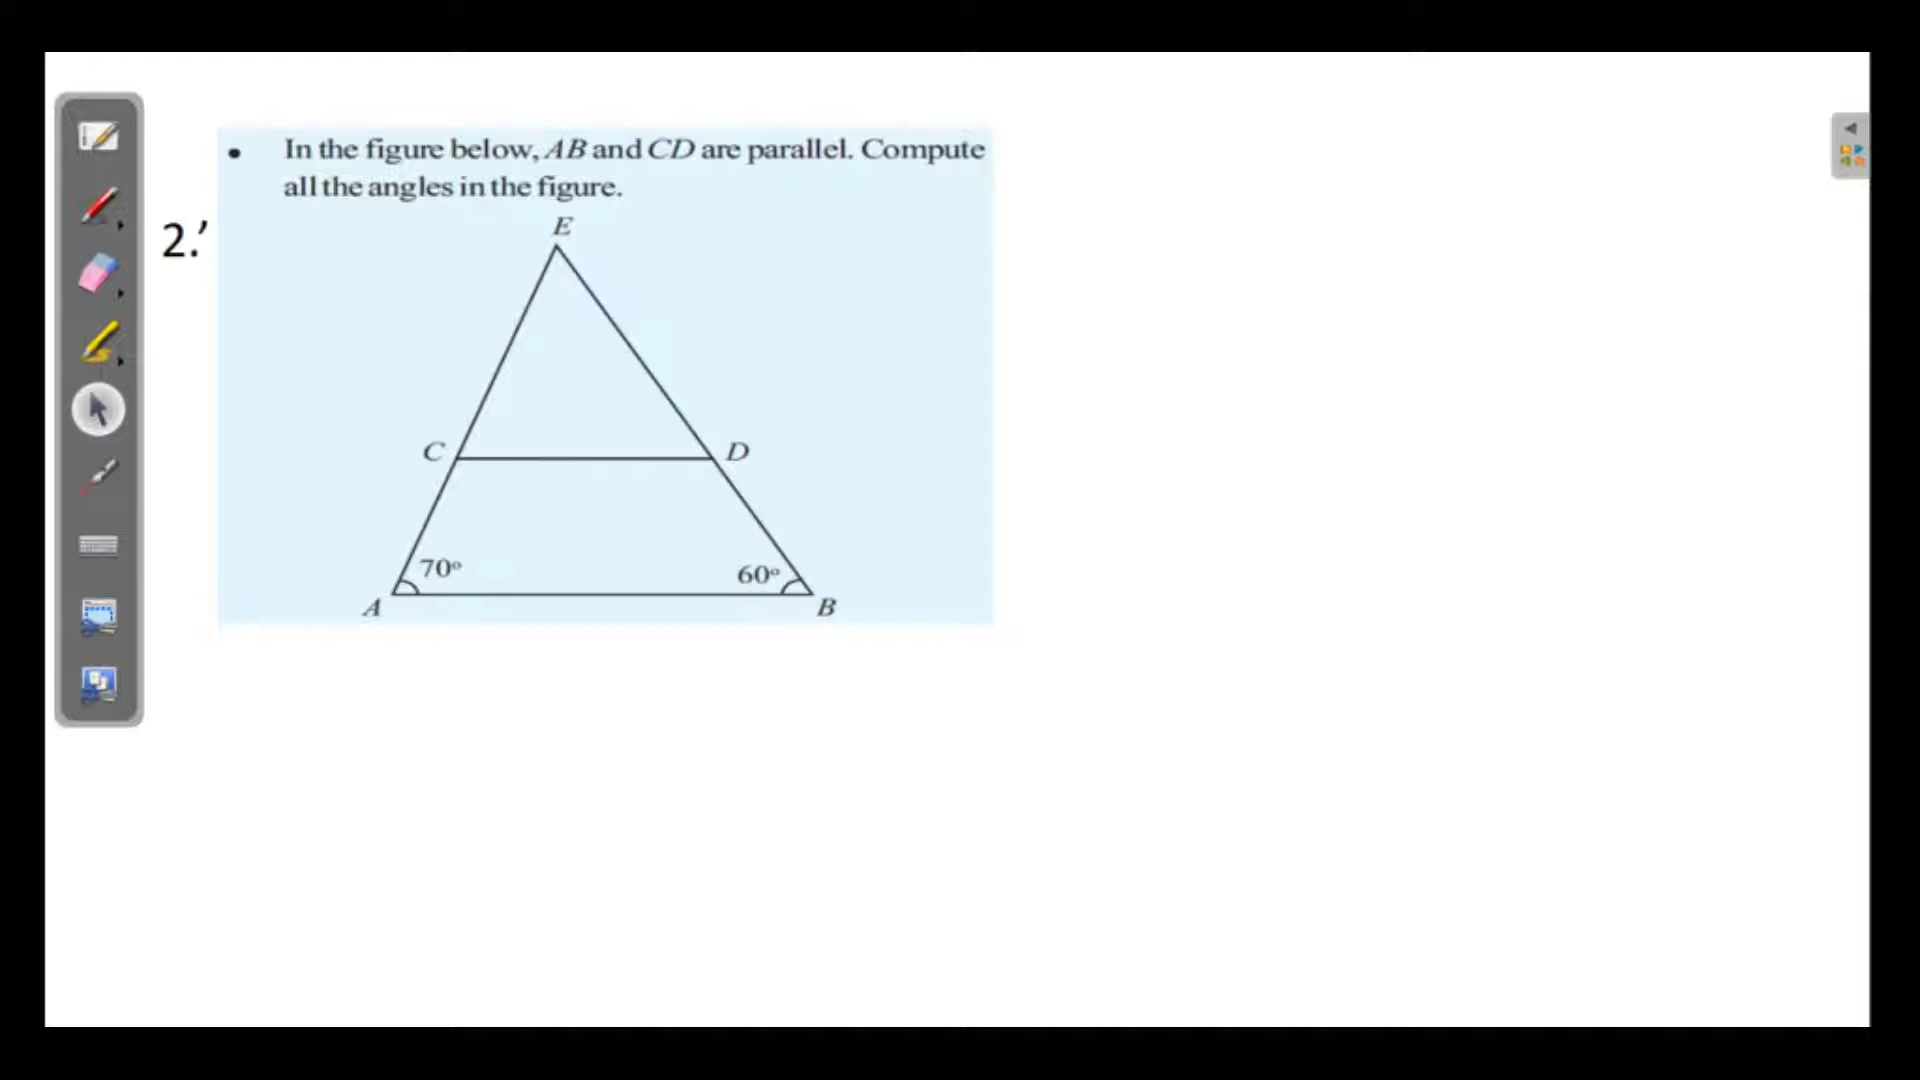 • In the figure below, AB and CD are parallel. Compute
all the angles in the figure.
2.’
E
C
D
70°
60°
A
B